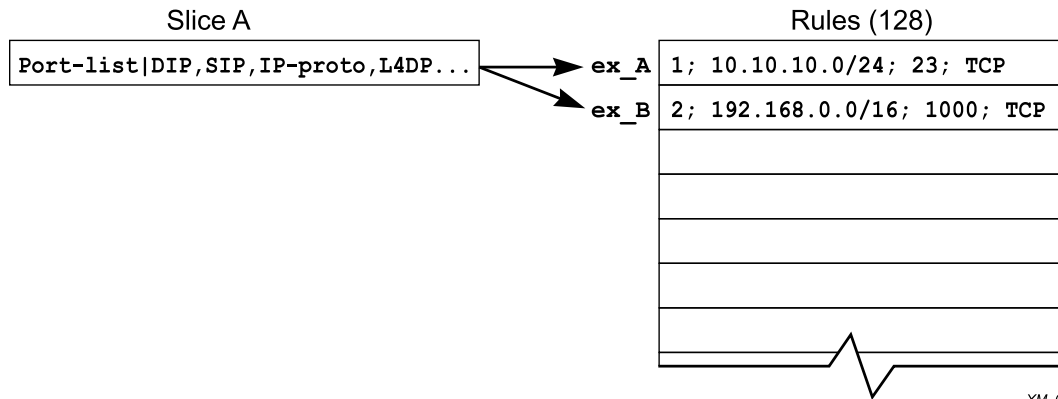 Slice A
Rules (128)
Port-list|DIP,SIP,IP-proto,L4DP...
ex_A
1; 10.10.10.0/24; 23; TCP
ex_B
2; 192.168.0.0/16; 1000; TCP